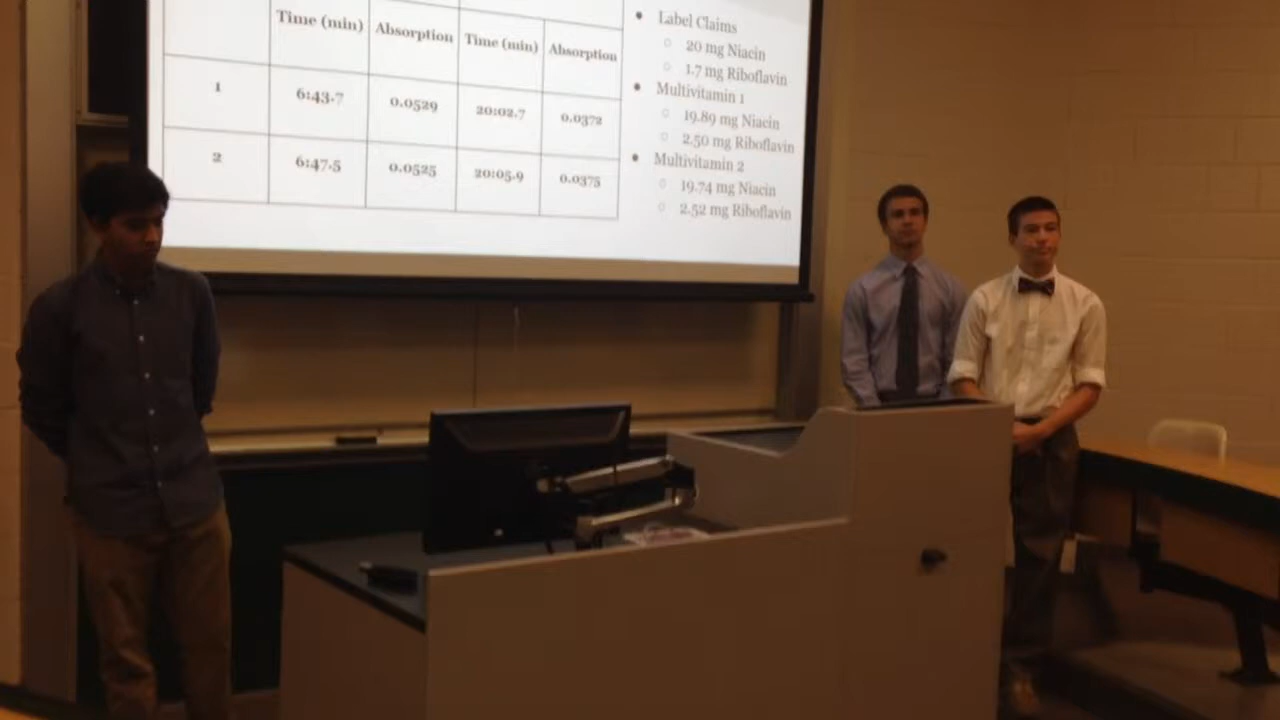 Time (min) Absorption Time (min) Absorption
1 6:43.7 0.0529 20:02.7 0.0372
2 6:47.5 0.0525 20:05.9 0.0375
• Label Claims
○ 20 mg Niacin
○ 1.7 mg Riboflavin
• Multivitamin 1
○ 19.89 mg Niacin
○ 2.50 mg Riboflavin
• Multivitamin 2
○ 19.74 mg Niacin
○ 2.52 mg Riboflavin